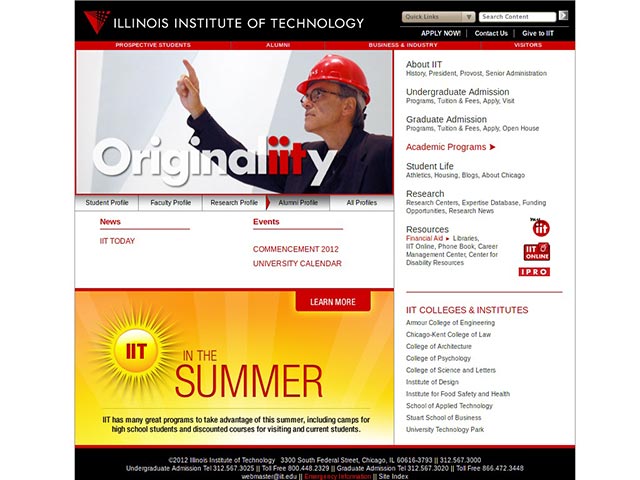 ILLINOIS INSTITUTE OF TECHNOLOGY
Quick Links
Search Content
APPLY NOW! | Contact Us | Give to IIT
PROSPECTIVE STUDENTS
ALUMNI
BUSINESS & INDUSTRY
VISITORS
Originaliity
Student Profile
Faculty Profile
Research Profile
Alumni Profile
All Profiles
News
IIT TODAY
Events
COMMENCEMENT 2012
UNIVERSITY CALENDAR
About IIT
History, President, Provost, Senior Administration
Undergraduate Admission
Programs, Tuition & Fees, Apply, Visit
Graduate Admission
Programs, Tuition & Fees, Apply, Open House
Academic Programs
Student Life
Athletics, Housing, Blogs, About Chicago
Research
Research Centers, Expertise Database, Funding
Opportunities, Research News
Resources
Financial Aid ► Libraries,
IIT Online, Phone Book, Career
Management Center, Center for
Disability Resources
iit
IIT
ONLINE
IPRO
LEARN MORE
IIT
IN THE
SUMMER
IIT has many great programs to take advantage of this summer, including camps for
high school students and discounted courses for visiting and current students.
IIT COLLEGES & INSTITUTES
Armour College of Engineering
Chicago-Kent College of Law
College of Architecture
College of Psychology
College of Science and Letters
Institute of Design
Institute for Food Safety and Health
School of Applied Technology
Stuart School of Business
University Technology Park
©2012 Illinois Institute of Technology 3300 South Federal Street, Chicago, IL 60616-3793 || 312.567.3000
Undergraduate Admission Tel 312.567.3025 || Toll Free 800.448.2329 || Graduate Admission Tel 312.567.3020 || Toll Free 866.472.3448
webmaster@iit.edu || Emergency Information || Site Index